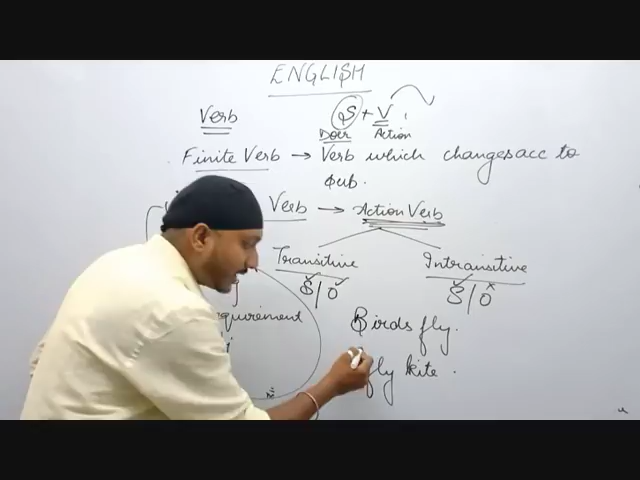 ENGLISH
Verb S + V
Doer Action
Finite Verb → Verb which changes acc to
sub.
Verb → Action Verb
Transitive Intransitive
S✓ / O✓ S✓ / O×
Birds fly.
fly kite.